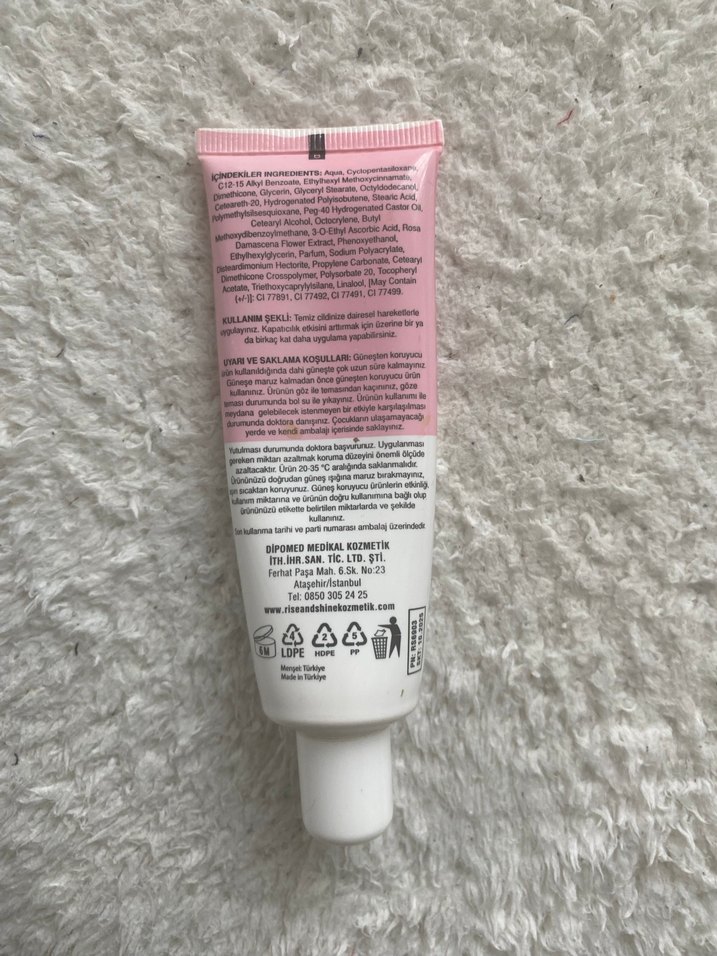 İÇİNDEKİLER INGREDIENTS: Aqua, Cyclopentasiloxane,
C12-15 Alkyl Benzoate, Ethylhexyl Methoxycinnamate,
Dimethicone, Glycerin, Glyceryl Stearate, Octyldodecanol,
Ceteareth-20, Hydrogenated Polyisobutene, Stearic Acid,
Polymethylsilsesquioxane, Peg-40 Hydrogenated Castor Oil,
Cetearyl Alcohol, Octocrylene, Butyl
Methoxydibenzoylmethane, 3-O-Ethyl Ascorbic Acid, Rosa
Damascena Flower Extract, Phenoxyethanol,
Ethylhexylglycerin, Parfum, Sodium Polyacrylate,
Disteardimonium Hectorite, Propylene Carbonate, Cetearyl
Dimethicone Crosspolymer, Polysorbate 20, Tocopheryl
Acetate, Triethoxycaprylylsilane, Linalool, [May Contain
(+/-)]: CI 77891, CI 77492, CI 77491, CI 77499.
KULLANIM ŞEKLİ: Temiz cildinize dairesel hareketlerle
uygulayınız. Kapatıcılık etkisini arttırmak için üzerine bir ya
da birkaç kat daha uygulama yapabilirsiniz.
UYARI VE SAKLAMA KOŞULLARI: Güneşten koruyucu
ürün kullanıldığında dahi güneşte çok uzun süre kalmayınız.
Güneşe maruz kalmadan önce güneşten koruyucu ürün
kullanınız. Ürünün göz ile temasından kaçınınız, göze
teması durumunda bol su ile yıkayınız. Ürünün kullanımı ile
meydana gelebilecek istenmeyen bir etkiyle karşılaşılması
durumunda doktora danışınız. Çocukların ulaşamayacağı
yerde ve kendi ambalajı içerisinde saklayınız.
Yutulması durumunda doktora başvurunuz. Uygulanması
gereken miktarı azaltmak koruma düzeyini önemli ölçüde
azaltacaktır. Ürün 20-35 °C aralığında saklanmalıdır.
Ürününüzü doğrudan güneş ışığına maruz bırakmayınız,
aşırı sıcaktan koruyunuz. Güneş koruyucu ürünlerin etkinliği,
kullanım miktarına ve ürünün doğru kullanımına bağlı olup
ürününüzü etikette belirtilen miktarlarda ve şekilde
kullanınız.
Son kullanma tarihi ve parti numarası ambalaj üzerindedir.
DİPOMED MEDİKAL KOZMETİK
İTH.İHR.SAN. TİC. LTD. ŞTİ.
Ferhat Paşa Mah. 6.Sk. No:23
Ataşehir/İstanbul
Tel: 0850 305 24 25
www.riseandshinekozmetik.com
6M
4 LDPE
2 HDPE
5 PP
PN: RS6903
SKT: 10.2025
Menşei: Türkiye
Made in Türkiye